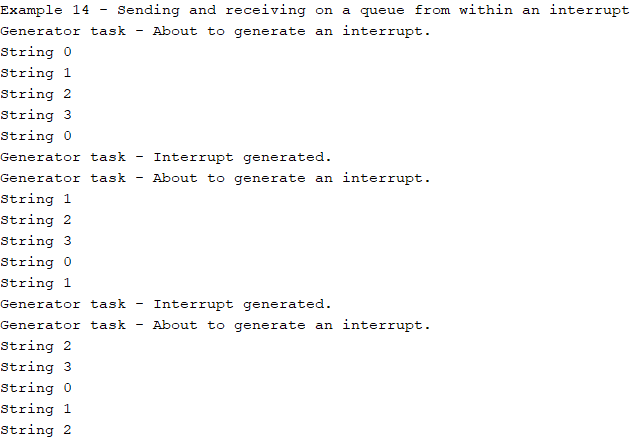 Example 14 - Sending and receiving on a queue from within an interrupt
Generator task - About to generate an interrupt.
String 0
String 1
String 2
String 3
String 0
Generator task - Interrupt generated.
Generator task - About to generate an interrupt.
String 1
String 2
String 3
String 0
String 1
Generator task - Interrupt generated.
Generator task - About to generate an interrupt.
String 2
String 3
String 0
String 1
String 2